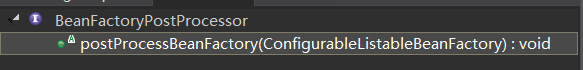 BeanFactoryPostProcessor
postProcessBeanFactory(ConfigurableListableBeanFactory) : void